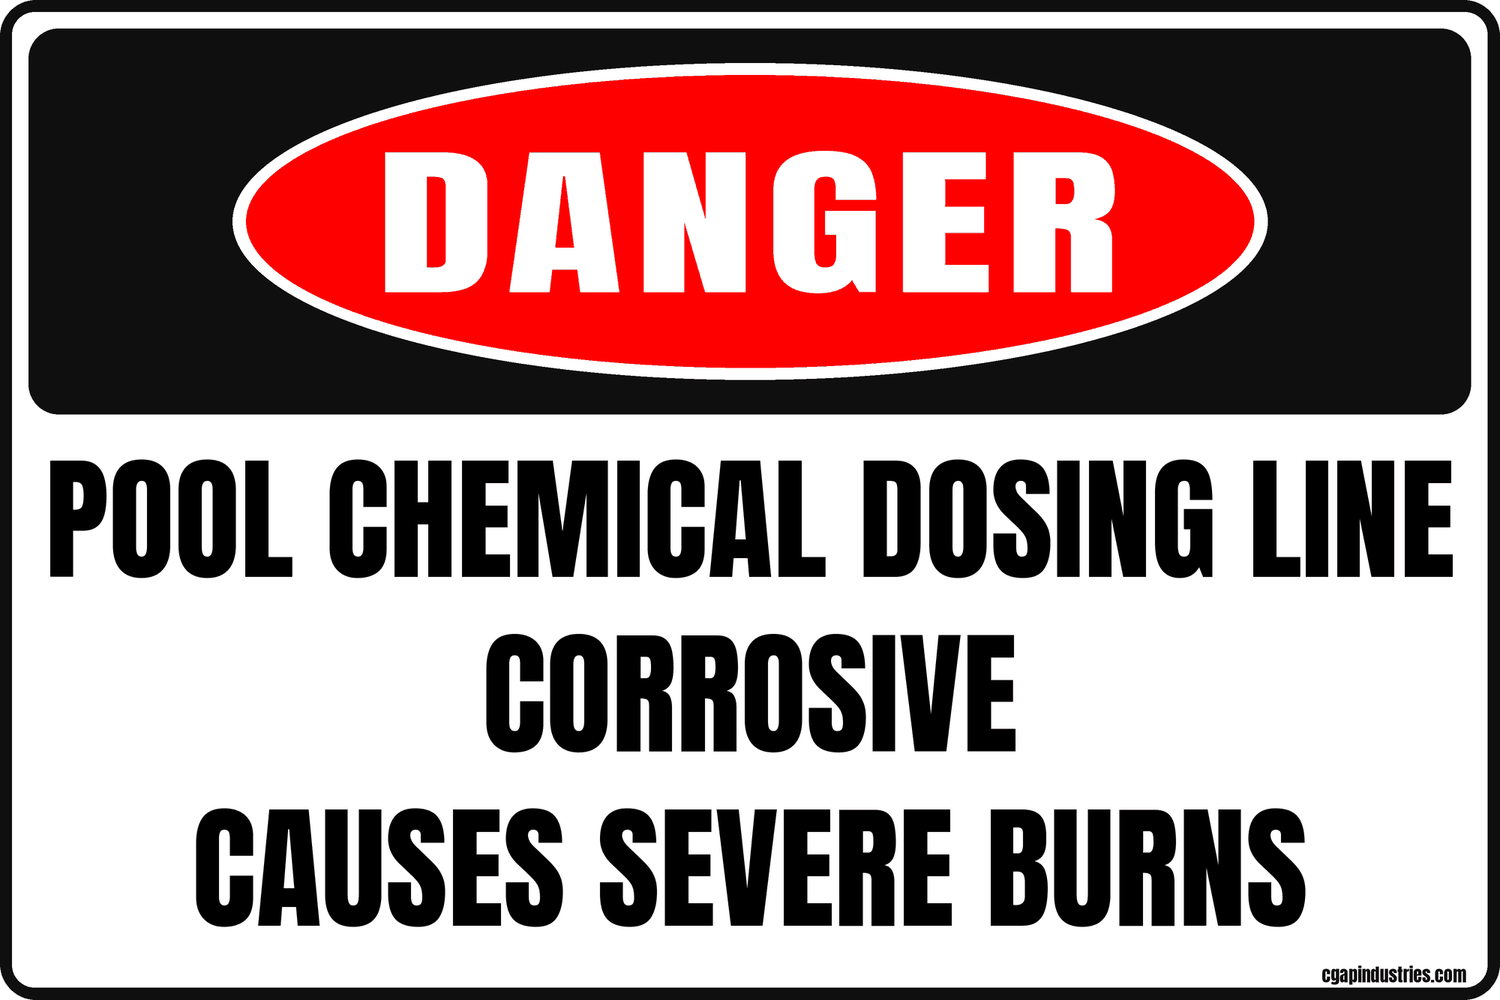 DANGER
POOL CHEMICAL DOSING LINE
CORROSIVE
CAUSES SEVERE BURNS
cgapindustries.com